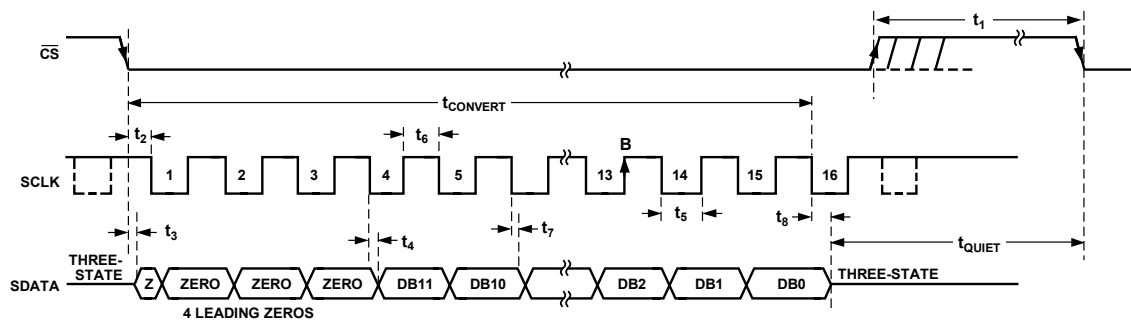 t1
CS
tCONVERT
t2
t6
B
SCLK
1 2 3 4 5 13 14 15 16
t5
t8
t3
t4
t7
tQUIET
THREE-
STATE
THREE-STATE
SDATA
Z ZERO ZERO ZERO DB11 DB10 DB2 DB1 DB0
4 LEADING ZEROS